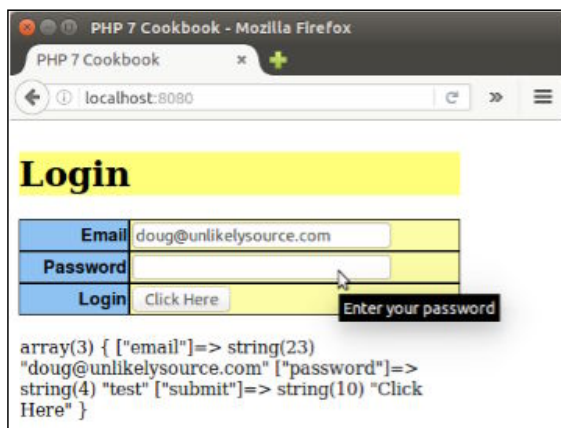 PHP 7 Cookbook - Mozilla Firefox
PHP 7 Cookbook
localhost:8080
Login
Email doug@unlikelysource.com
Password
Login Click Here
Enter your password
array(3) { ["email"]=> string(23)
"doug@unlikelysource.com" ["password"]=>
string(4) "test" ["submit"]=> string(10) "Click
Here" }